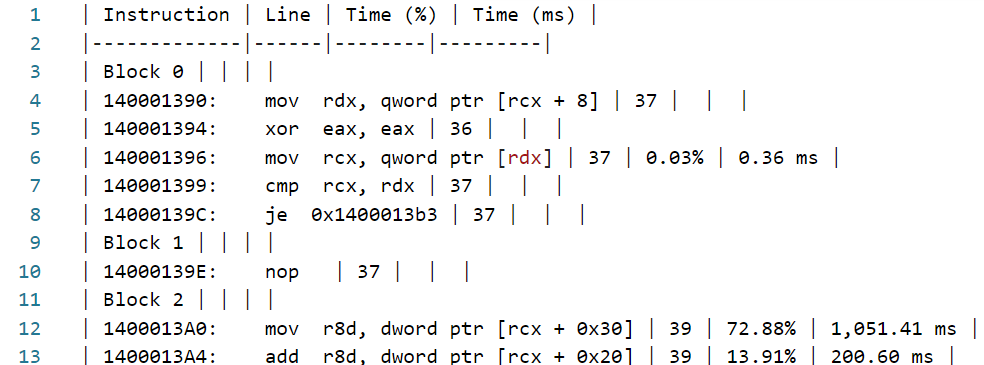 1 | Instruction | Line | Time (%) | Time (ms) |
2 |-------------|------|--------|---------|
3 | Block 0 | | | |
4 | 140001390:    mov  rdx, qword ptr [rcx + 8] | 37 |  |  |
5 | 140001394:    xor  eax, eax | 36 |  |  |
6 | 140001396:    mov  rcx, qword ptr [rdx] | 37 | 0.03% | 0.36 ms |
7 | 140001399:    cmp  rcx, rdx | 37 |  |  |
8 | 14000139C:    je  0x1400013b3 | 37 |  |  |
9 | Block 1 | | | |
10 | 14000139E:    nop   | 37 |  |  |
11 | Block 2 | | | |
12 | 1400013A0:    mov  r8d, dword ptr [rcx + 0x30] | 39 | 72.88% | 1,051.41 ms |
13 | 1400013A4:    add  r8d, dword ptr [rcx + 0x20] | 39 | 13.91% | 200.60 ms |